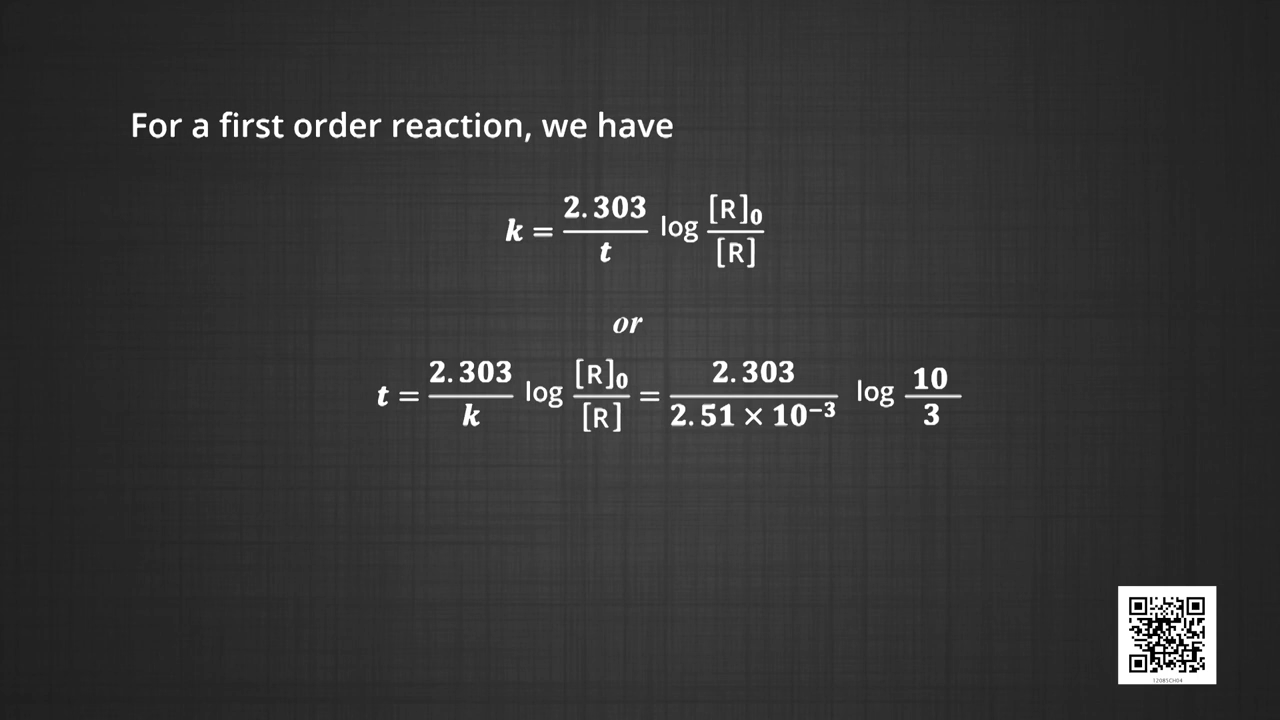 For a first order reaction, we have
k = 2.303/t log [R]₀/[R]
or
t = 2.303/k log [R]₀/[R] = 2.303/2.51 × 10⁻³ log 10/3
12085CH04